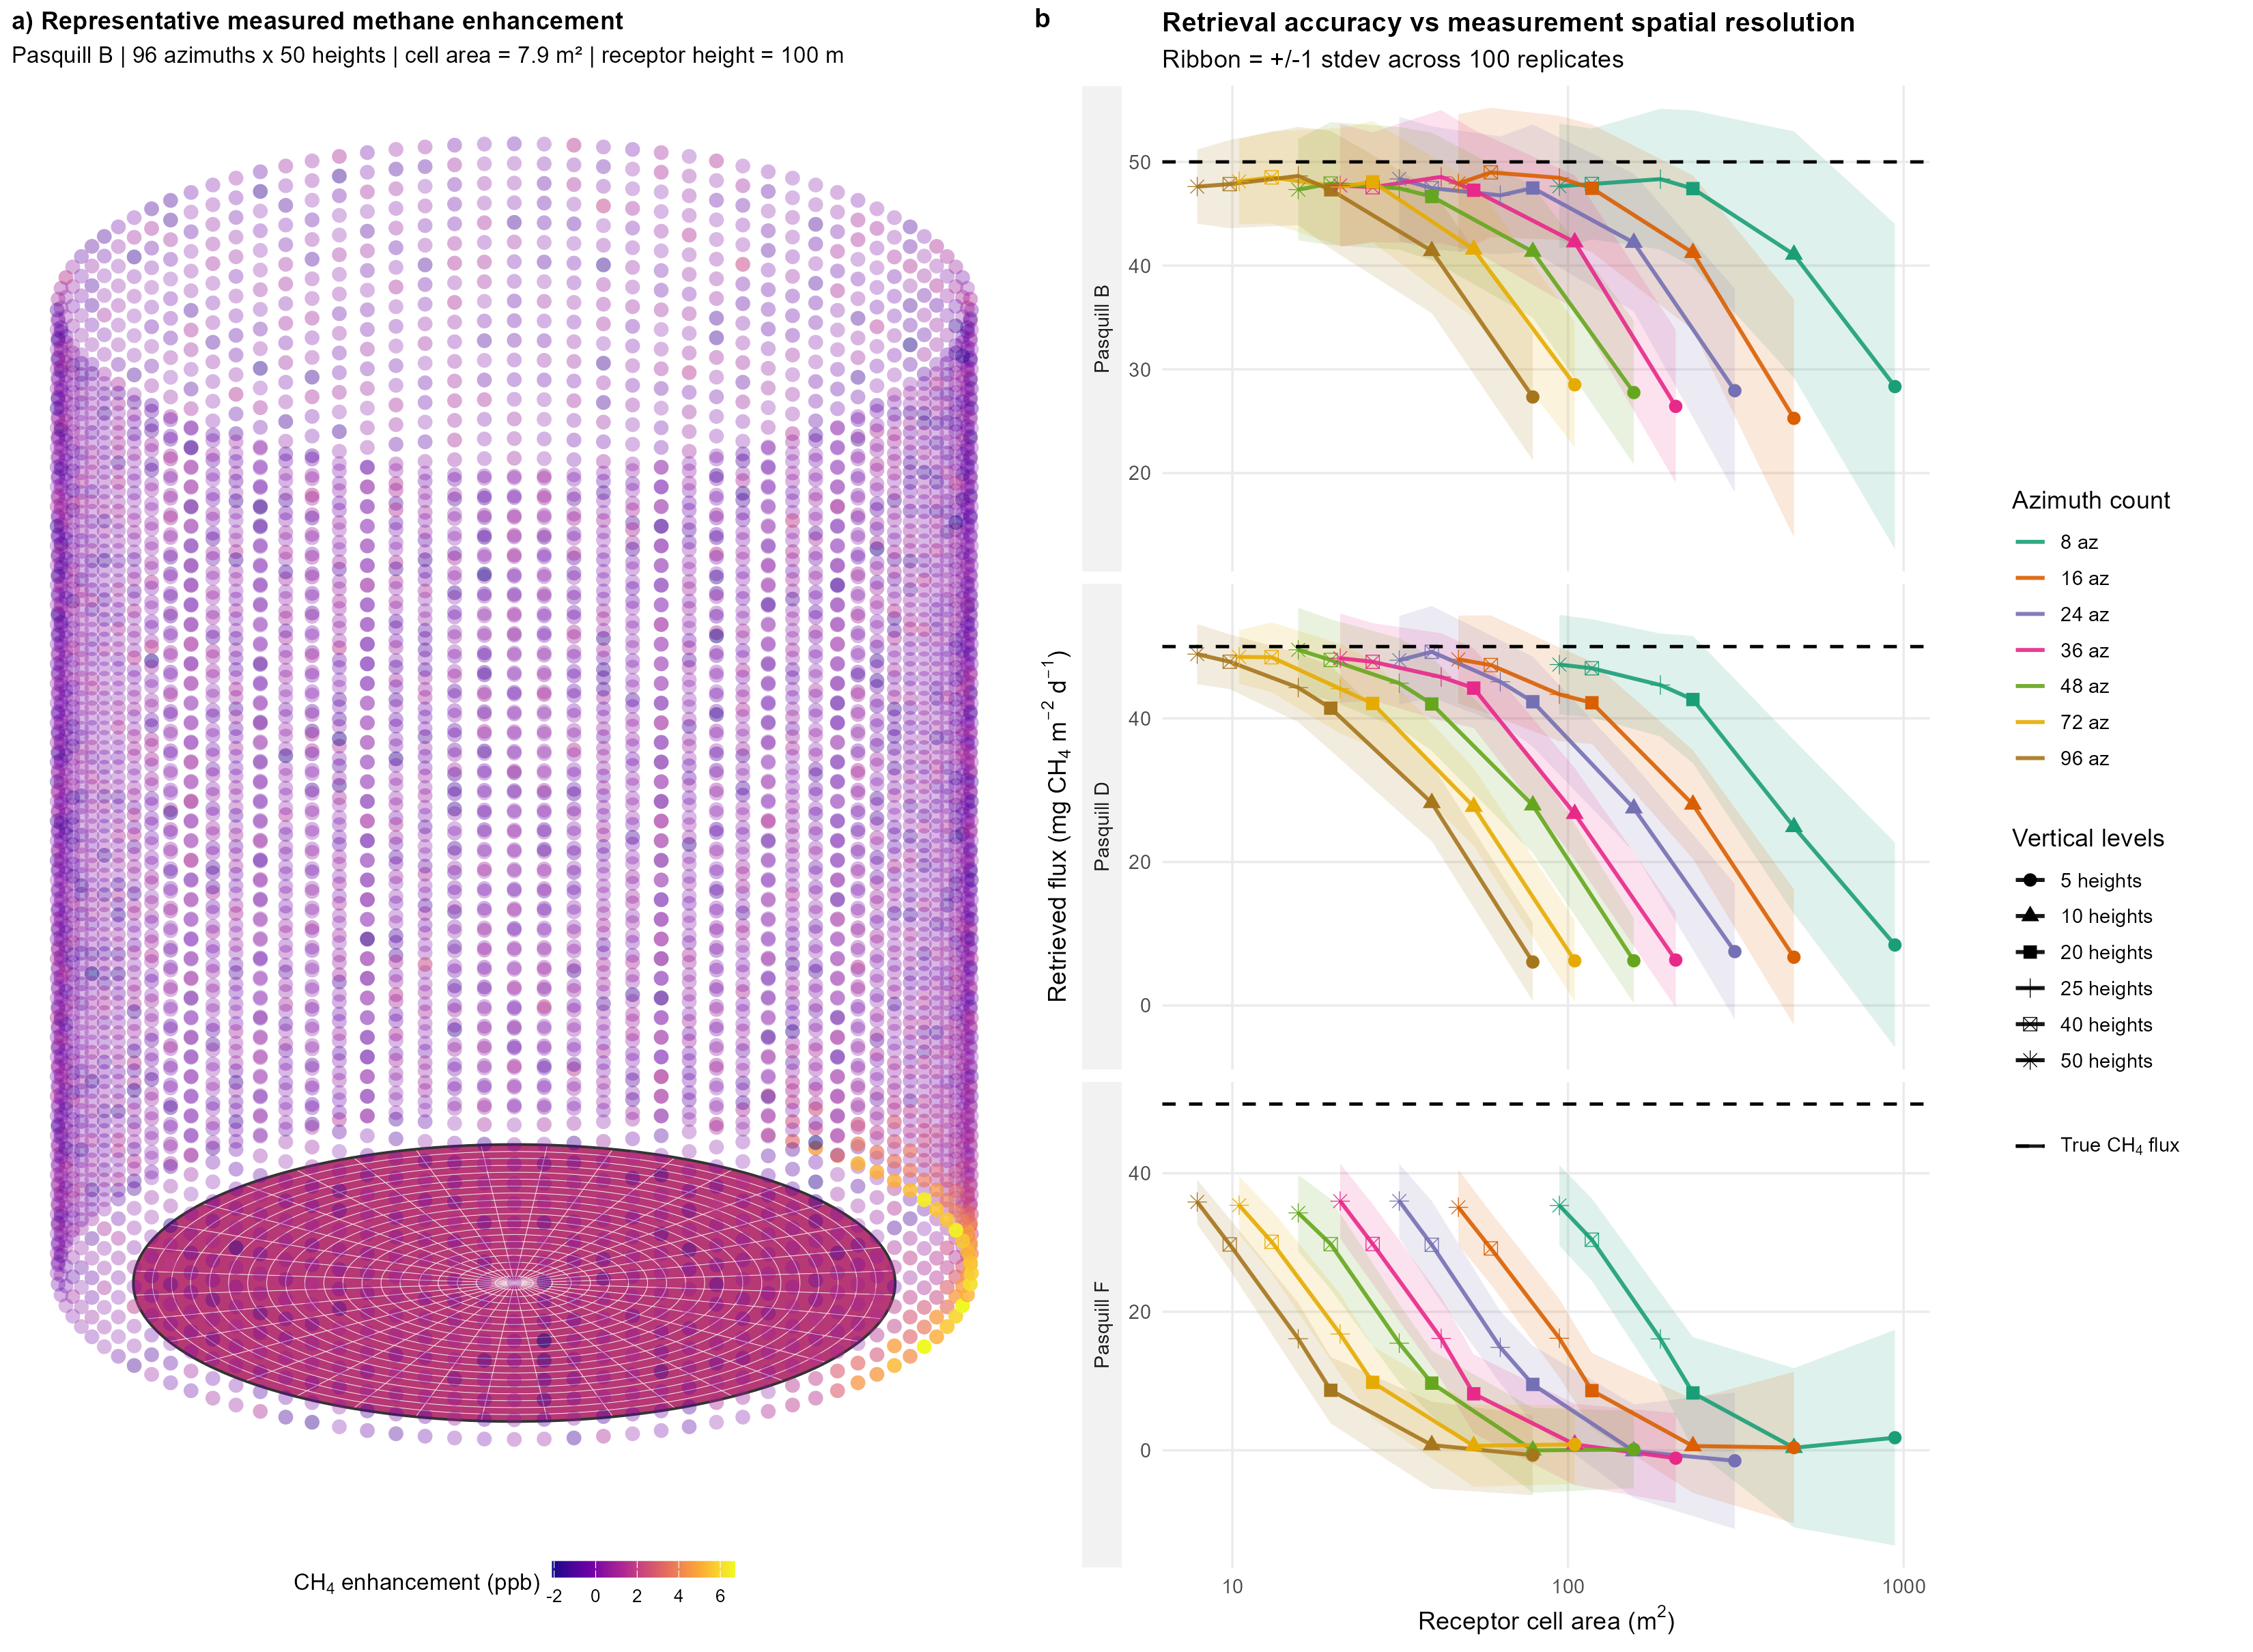 a) Representative measured methane enhancement
Pasquill B | 96 azimuths x 50 heights | cell area = 7.9 m² | receptor height = 100 m
CH₄ enhancement (ppb)
-2 0 2 4 6
b
Retrieval accuracy vs measurement spatial resolution
Ribbon = +/-1 stdev across 100 replicates
Retrieved flux (mg CH₄ m⁻² d⁻¹)
Pasquill B
50
40
30
20
Pasquill D
40
20
0
Pasquill F
40
20
0
10 100 1000
Receptor cell area (m²)
Azimuth count
8 az
16 az
24 az
36 az
48 az
72 az
96 az
Vertical levels
5 heights
10 heights
20 heights
25 heights
40 heights
50 heights
True CH₄ flux